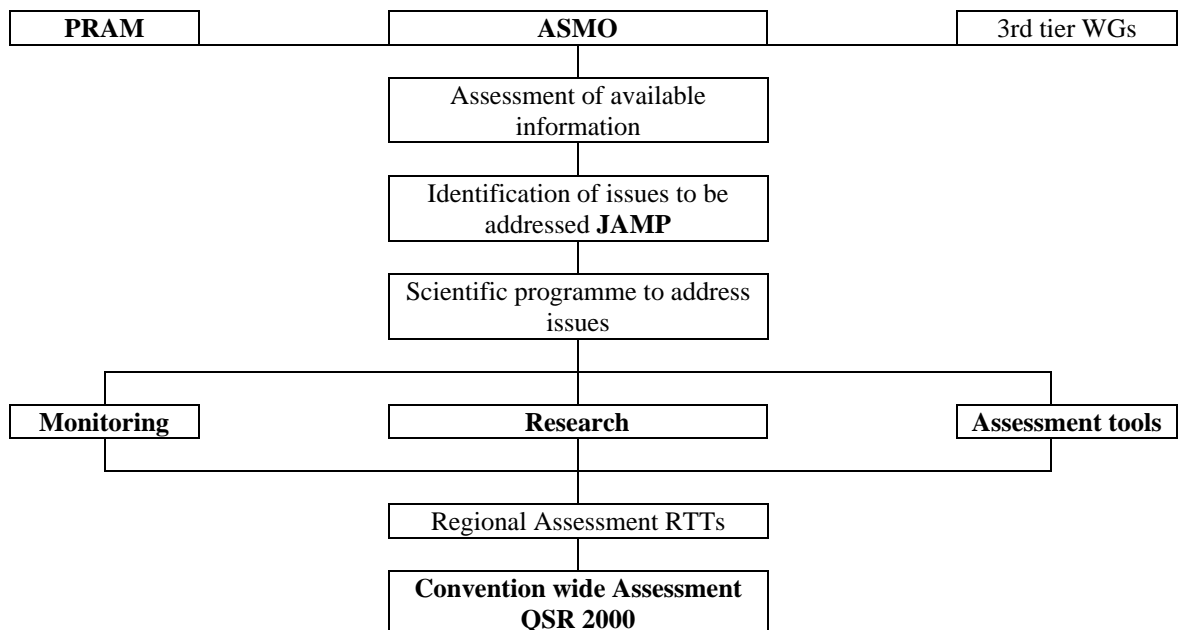 PRAM
ASMO
3rd tier WGs
Assessment of available
information
Identification of issues to be
addressed JAMP
Scientific programme to address
issues
Monitoring
Research
Assessment tools
Regional Assessment RTTs
Convention wide Assessment
QSR 2000